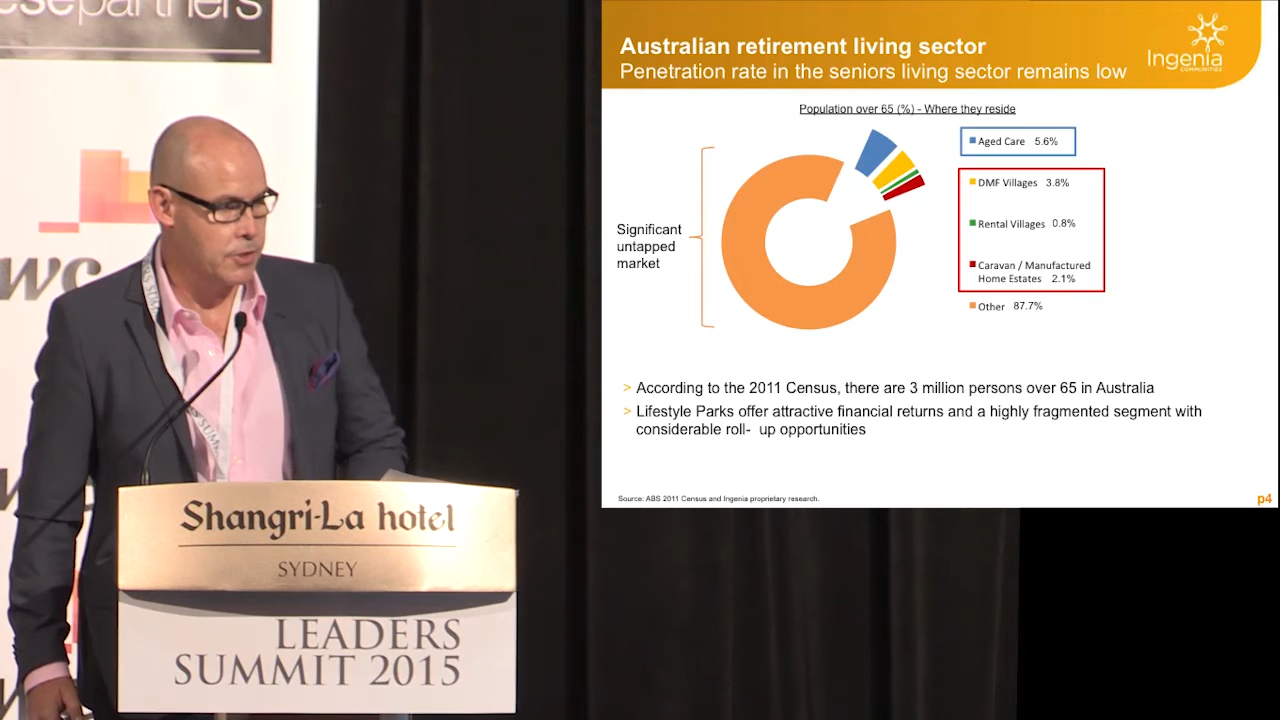 partners
Shangri-La hotel
SYDNEY
LEADERS
SUMMIT 2015
Australian retirement living sector
Penetration rate in the seniors living sector remains low
Ingenia
COMMUNITIES
Population over 65 (%) - Where they reside
Significant
untapped
market
Aged Care 5.6%
DMF Villages 3.8%
Rental Villages 0.8%
Caravan / Manufactured
Home Estates 2.1%
Other 87.7%
> According to the 2011 Census, there are 3 million persons over 65 in Australia
> Lifestyle Parks offer attractive financial returns and a highly fragmented segment with
considerable roll- up opportunities
Source: ABS 2011 Census and Ingenia proprietary research.
p4